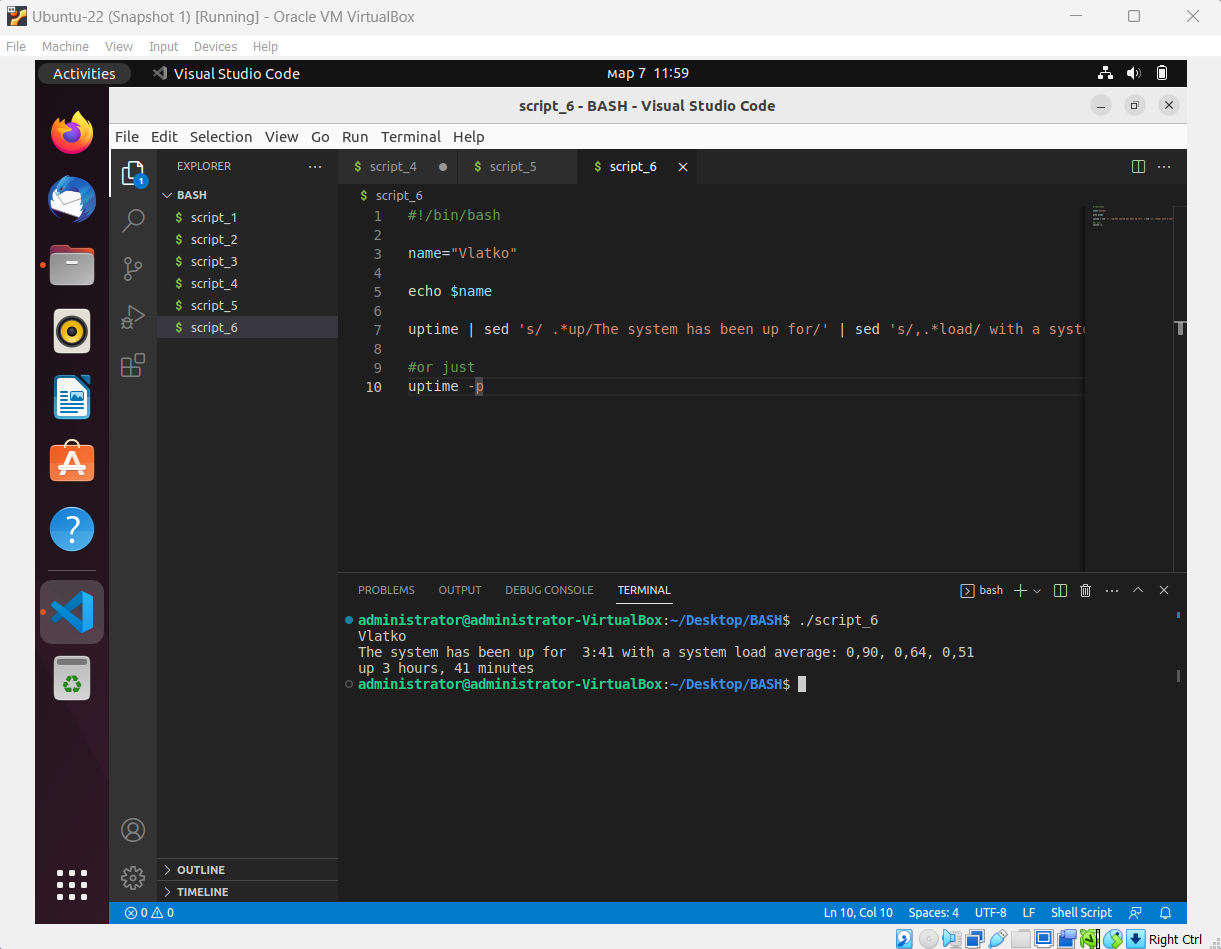 Ubuntu-22 (Snapshot 1) [Running] - Oracle VM VirtualBox
File Machine View Input Devices Help
Activities Visual Studio Code мар 7 11:59
script_6 - BASH - Visual Studio Code
File Edit Selection View Go Run Terminal Help
EXPLORER
script_4 script_5 script_6
1
BASH
script_1
script_2
script_3
script_4
script_5
script_6
$ script_6
1 #!/bin/bash
2
3 name="Vlatko"
4
5 echo $name
6
7 uptime | sed 's/ .*up/The system has been up for/' | sed 's/,.*load/ with a syst
8
9 #or just
10 uptime -p
PROBLEMS OUTPUT DEBUG CONSOLE TERMINAL
bash
administrator@administrator-VirtualBox:~/Desktop/BASH$ ./script_6
Vlatko
The system has been up for  3:41 with a system load average: 0,90, 0,64, 0,51
up 3 hours, 41 minutes
administrator@administrator-VirtualBox:~/Desktop/BASH$
OUTLINE
TIMELINE
0 0
Ln 10, Col 10 Spaces: 4 UTF-8 LF Shell Script
Right Ctrl